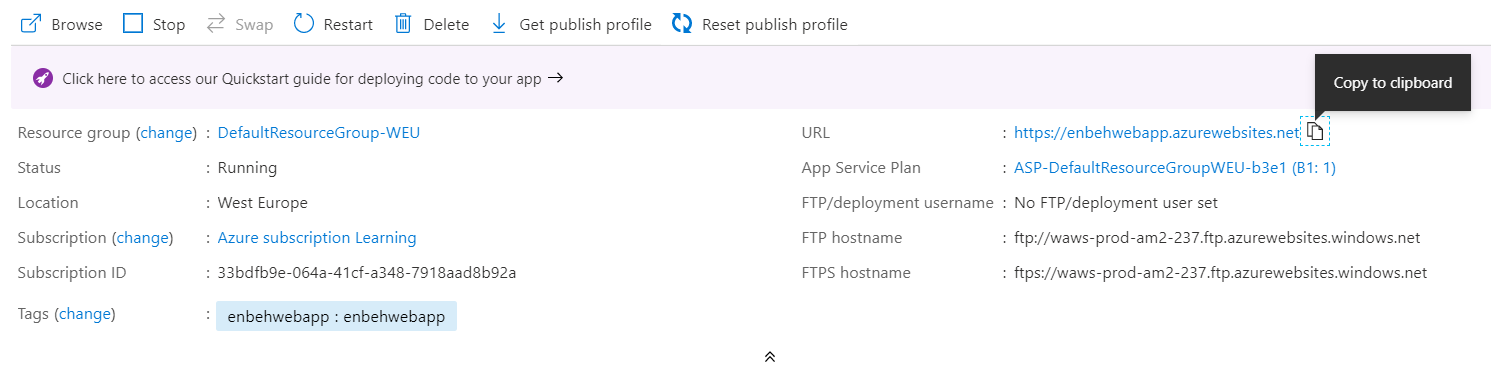 Browse Stop Swap Restart Delete Get publish profile Reset publish profile
Click here to access our Quickstart guide for deploying code to your app →
Copy to clipboard
Resource group (change) : DefaultResourceGroup-WEU
Status : Running
Location : West Europe
Subscription (change) : Azure subscription Learning
Subscription ID : 33bdfb9e-064a-41cf-a348-7918aad8b92a
Tags (change) : enbehwebapp : enbehwebapp
URL : https://enbehwebapp.azurewebsites.net
App Service Plan : ASP-DefaultResourceGroupWEU-b3e1 (B1: 1)
FTP/deployment username : No FTP/deployment user set
FTP hostname : ftp://waws-prod-am2-237.ftp.azurewebsites.windows.net
FTPS hostname : ftps://waws-prod-am2-237.ftp.azurewebsites.windows.net